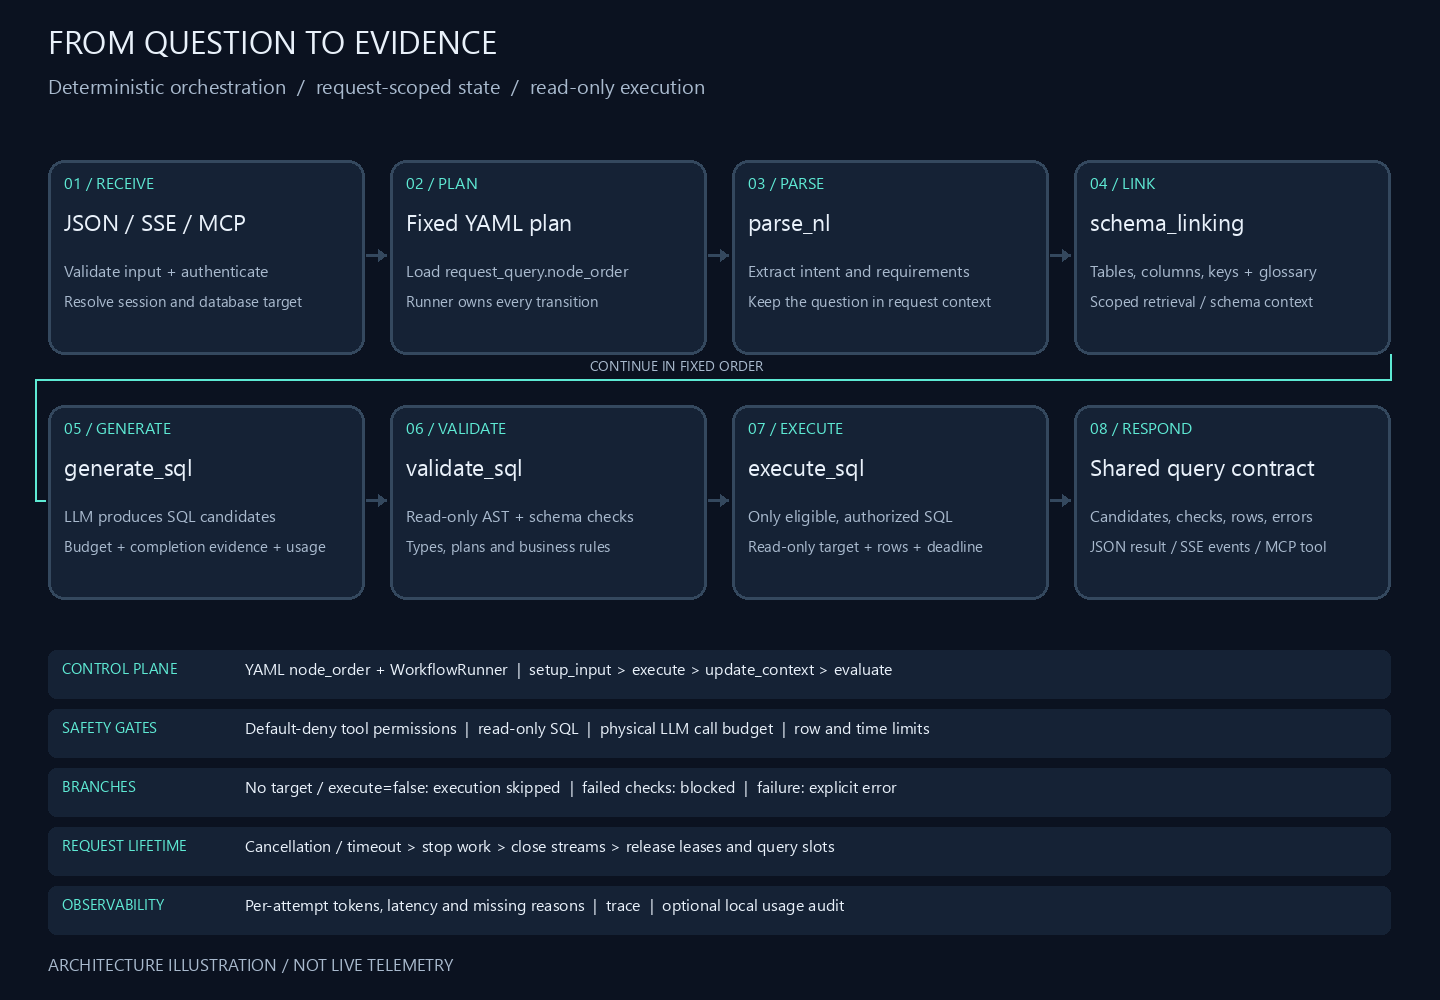 FROM QUESTION TO EVIDENCE
Deterministic orchestration / request-scoped state / read-only execution
01 / RECEIVE
JSON / SSE / MCP
Validate input + authenticate
Resolve session and database target
02 / PLAN
Fixed YAML plan
Load request_query.node_order
Runner owns every transition
03 / PARSE
parse_nl
Extract intent and requirements
Keep the question in request context
04 / LINK
schema_linking
Tables, columns, keys + glossary
Scoped retrieval / schema context
CONTINUE IN FIXED ORDER
05 / GENERATE
generate_sql
LLM produces SQL candidates
Budget + completion evidence + usage
06 / VALIDATE
validate_sql
Read-only AST + schema checks
Types, plans and business rules
07 / EXECUTE
execute_sql
Only eligible, authorized SQL
Read-only target + rows + deadline
08 / RESPOND
Shared query contract
Candidates, checks, rows, errors
JSON result / SSE events / MCP tool
CONTROL PLANE
YAML node_order + WorkflowRunner | setup_input > execute > update_context > evaluate
SAFETY GATES
Default-deny tool permissions | read-only SQL | physical LLM call budget | row and time limits
BRANCHES
No target / execute=false: execution skipped | failed checks: blocked | failure: explicit error
REQUEST LIFETIME
Cancellation / timeout > stop work > close streams > release leases and query slots
OBSERVABILITY
Per-attempt tokens, latency and missing reasons | trace | optional local usage audit
ARCHITECTURE ILLUSTRATION / NOT LIVE TELEMETRY